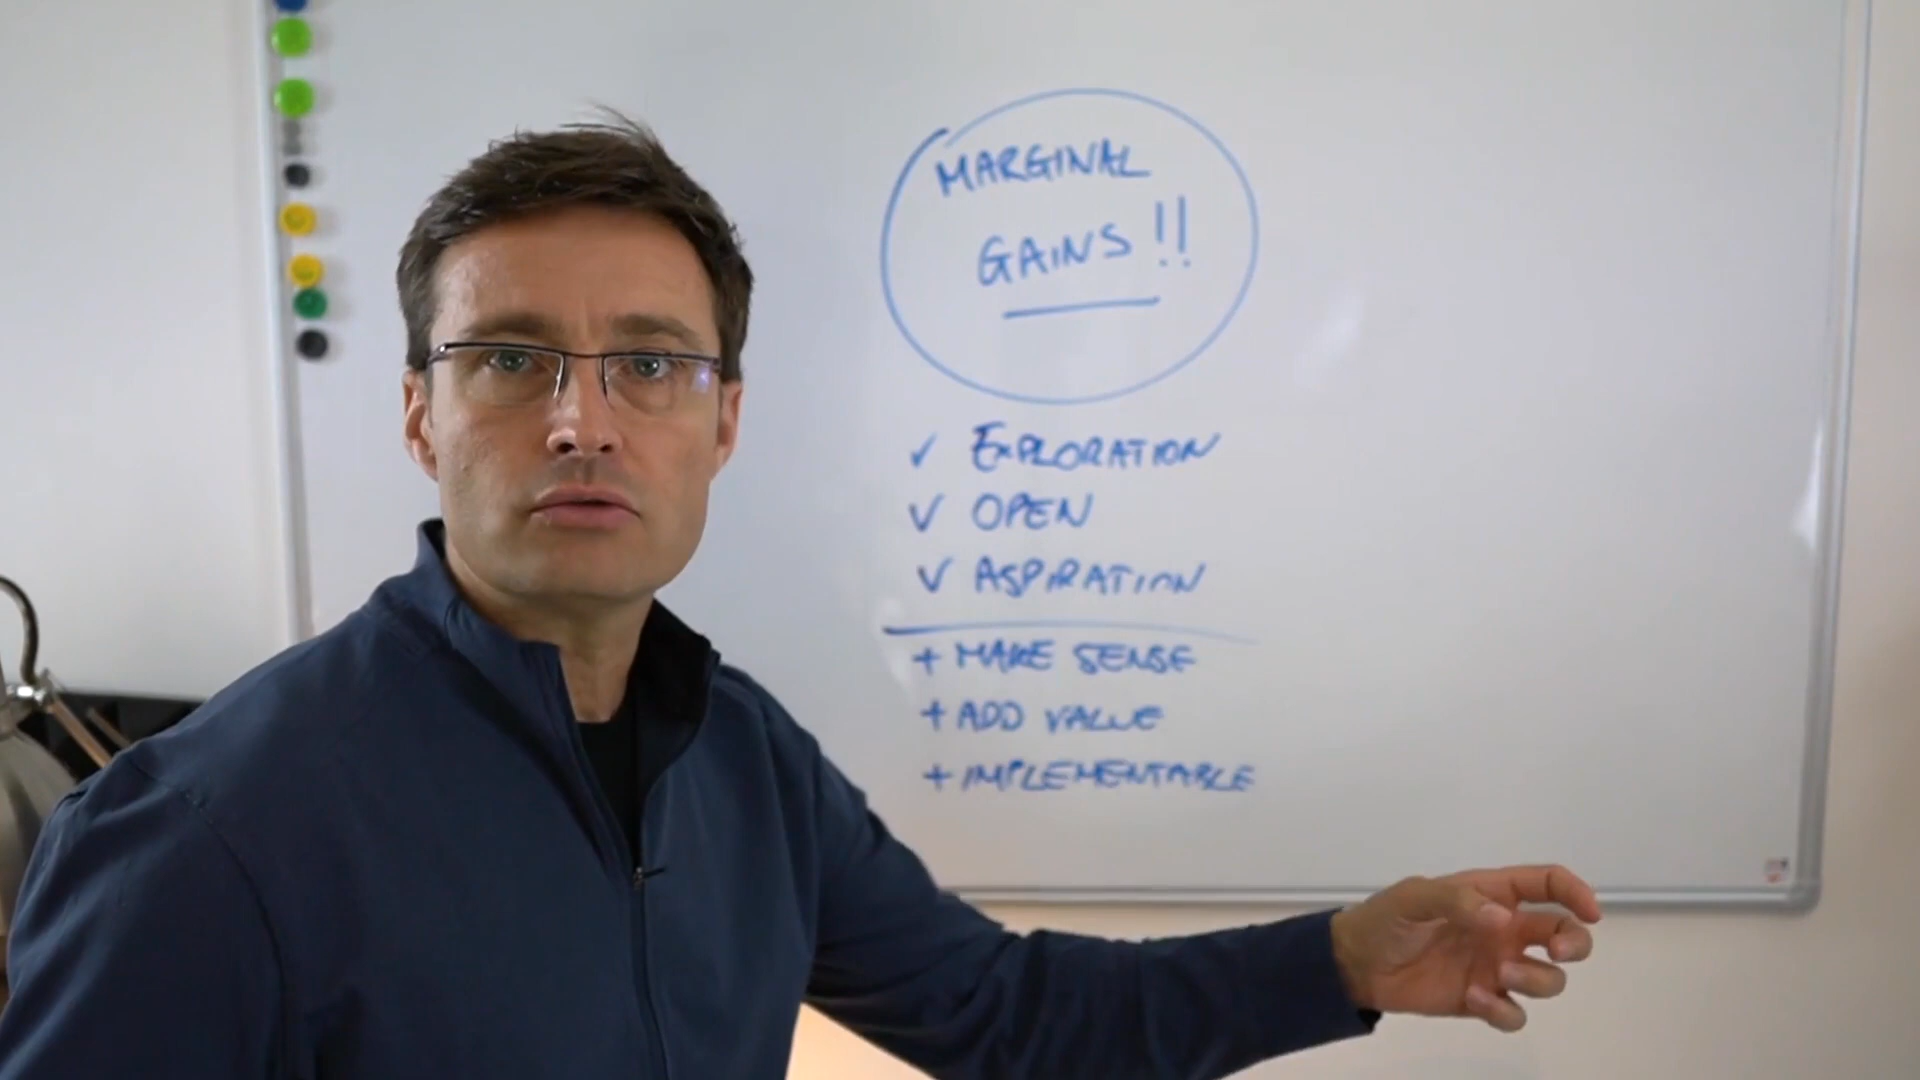 MARGINAL
GAINS!!
✓ EXPLORATION
✓ OPEN
✓ ASPIRATION
+ MAKE SENSE
+ ADD VALUE
+ IMPLEMENTABLE